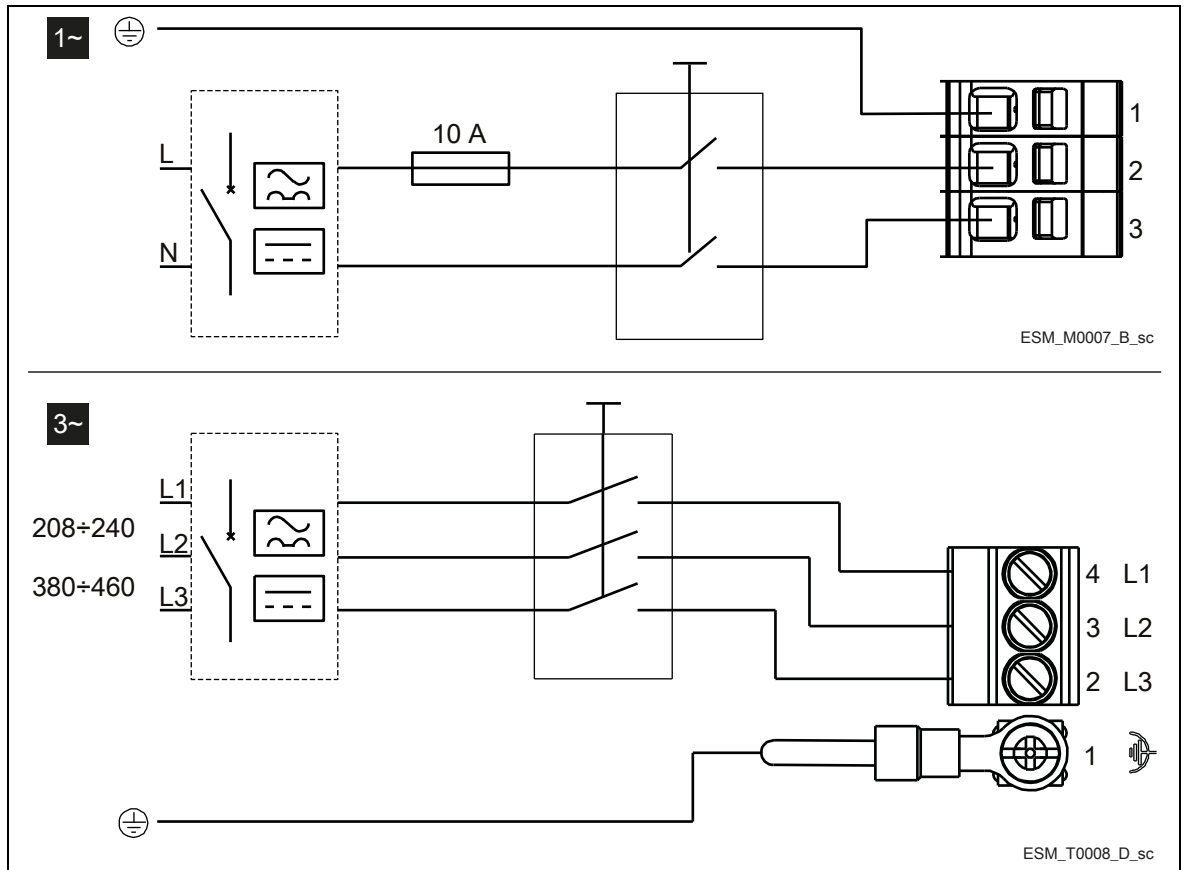 1~
1
10 A
L
2
N
3
ESM_M0007_B_sc
3~
L1
208÷240
L2
380÷460
L3
4 L1
3 L2
2 L3
1
ESM_T0008_D_sc